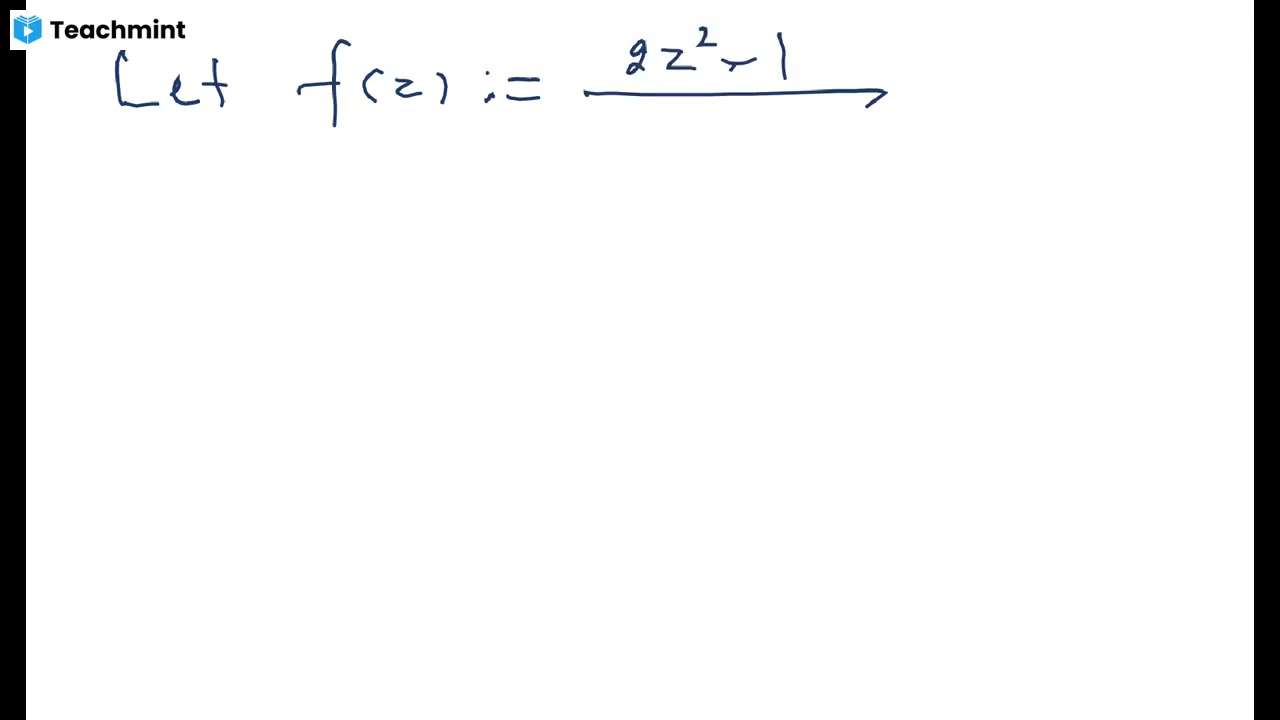 Teachmint
Let f(z) := 2z² - 1